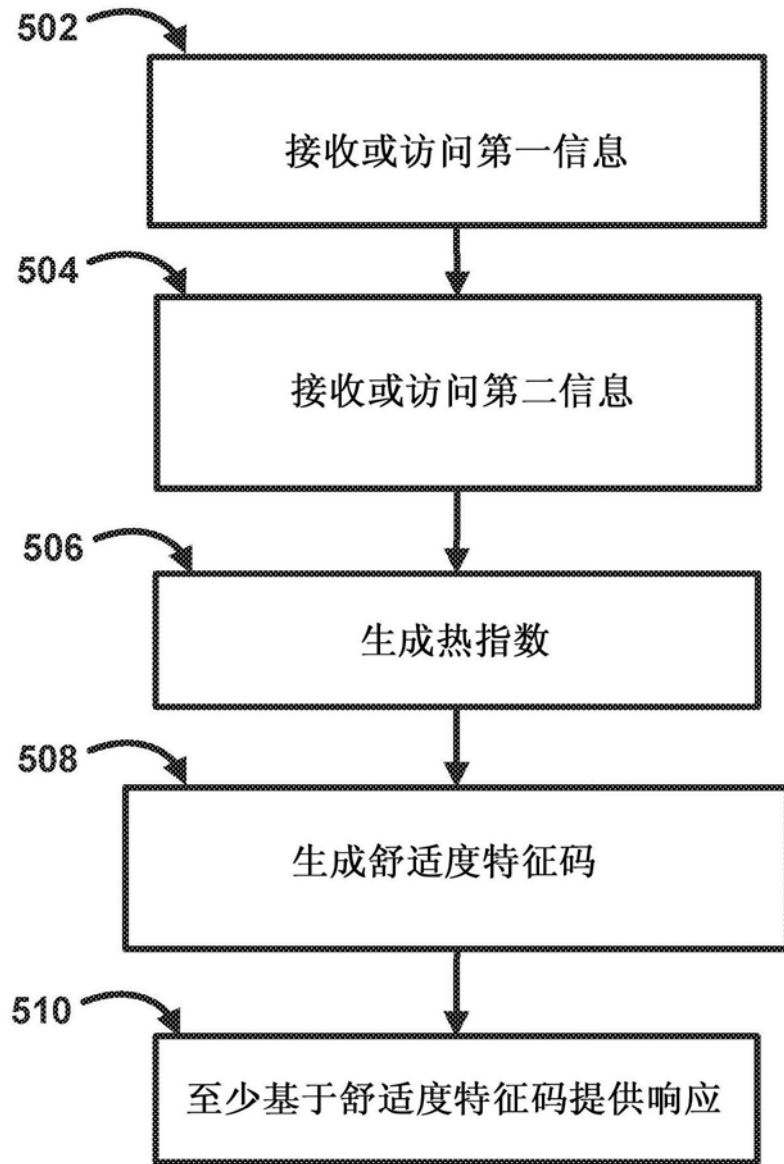 502
接收或访问第一信息
504
接收或访问第二信息
506
生成热指数
508
生成舒适度特征码
510
至少基于舒适度特征码提供响应